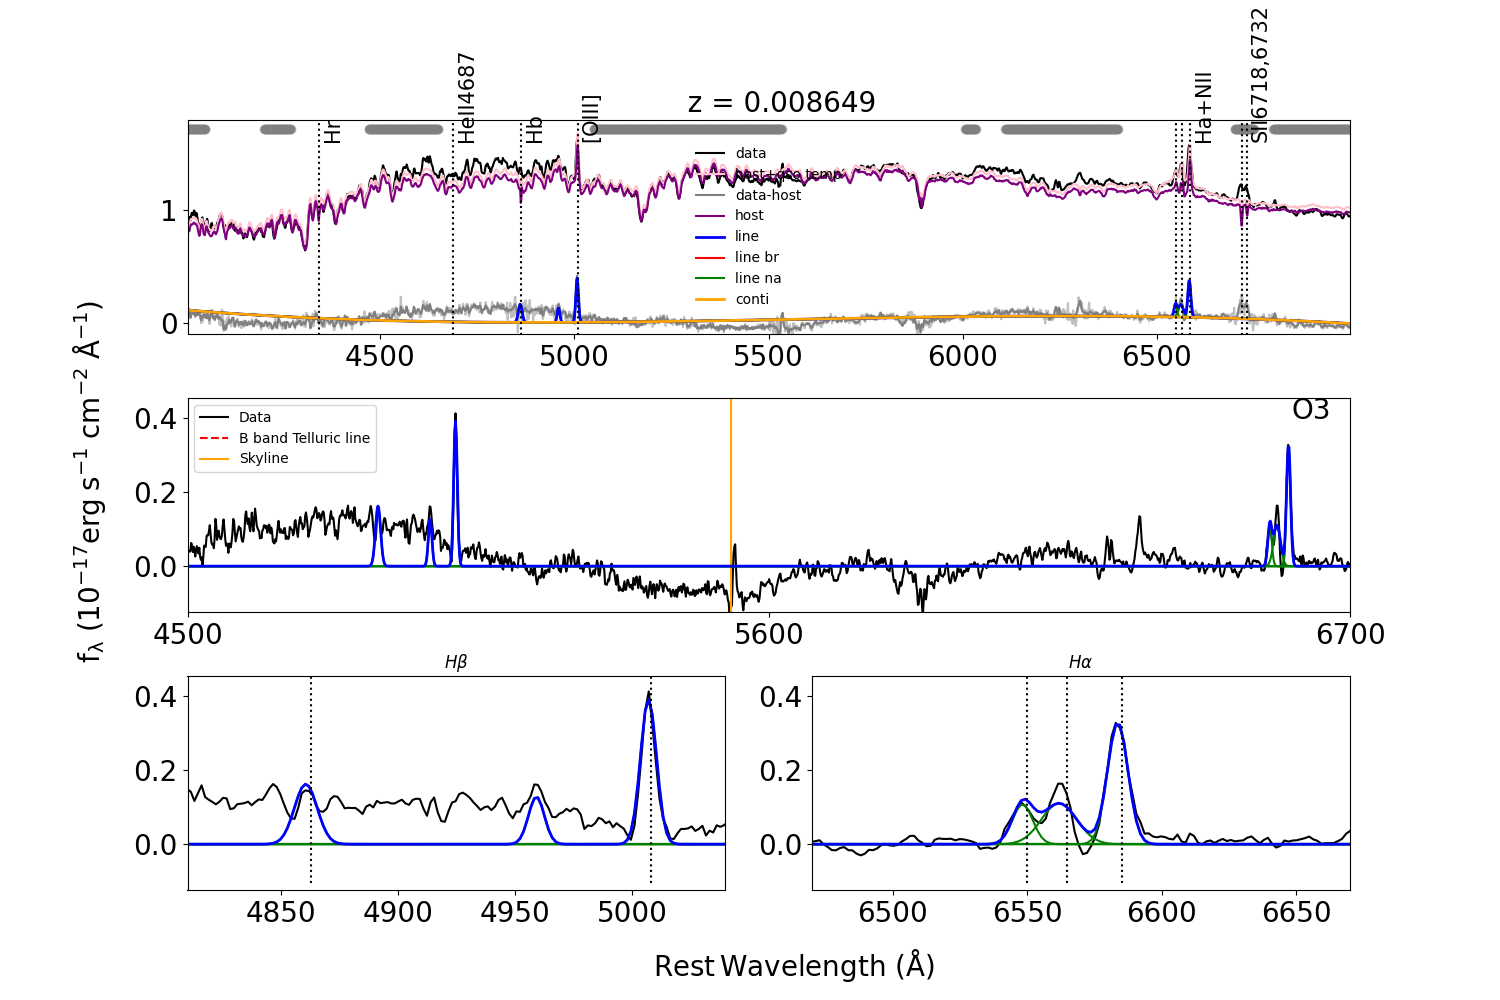 z = 0.008649
Hr
HeII4687
Hb
[OIII]
Ha+NII
SII6718,6732
data
data-host
host
line
line br
line na
conti
1
0
4500 5000 5500 6000 6500
fλ (10⁻¹⁷erg s⁻¹ cm⁻² Å⁻¹)
O3
Data
B band Telluric line
Skyline
0.4
0.2
0.0
4500 5600 6700
Hβ
0.4
0.2
0.0
4850 4900 4950 5000
Hα
0.4
0.2
0.0
6500 6550 6600 6650
Rest Wavelength (Å)